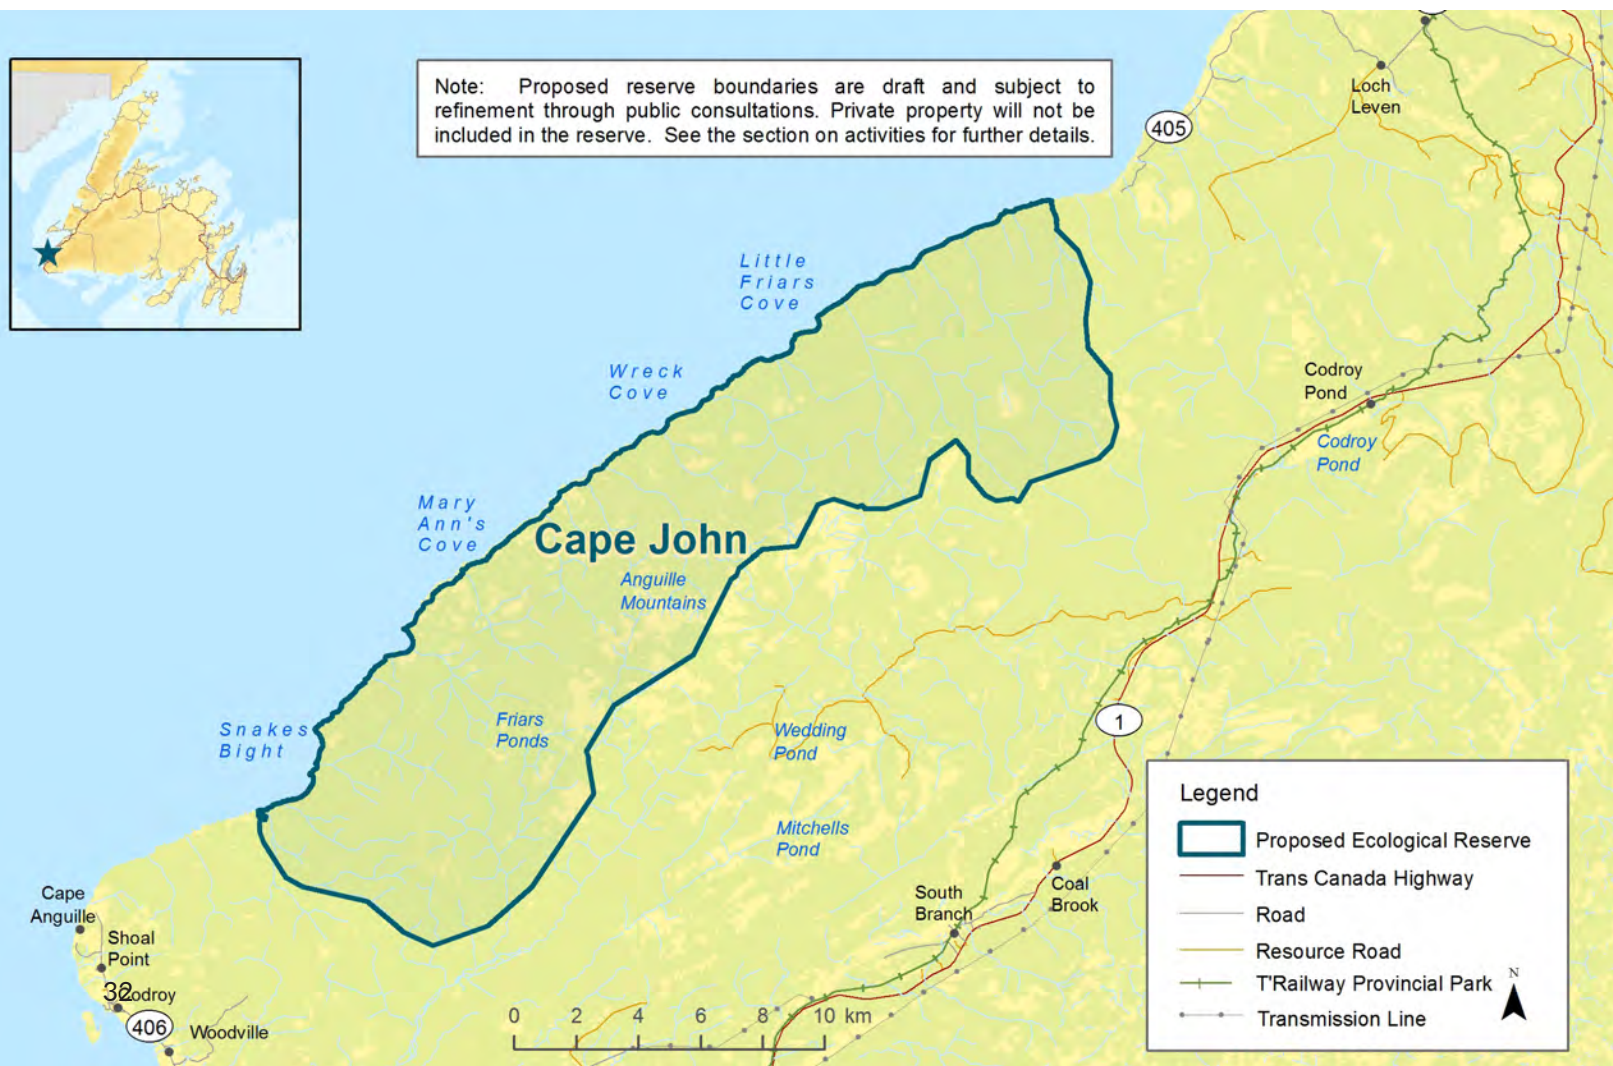 Note: Proposed reserve boundaries are draft and subject to
refinement through public consultations. Private property will not be
included in the reserve. See the section on activities for further details.
405
Loch
Leven
Little
Friars
Cove
Wreck
Cove
Codroy
Pond
Codroy
Pond
Mary
Ann's
Cove
Cape John
Anguille
Mountains
Snakes
Bight
Friars
Ponds
Wedding
Pond
1
Mitchells
Pond
Cape
Anguille
Shoal
Point
32
Codroy
406
Woodville
South
Branch
Coal
Brook
0 2 4 6 8 10 km
Legend
Proposed Ecological Reserve
Trans Canada Highway
Road
Resource Road
T'Railway Provincial Park
Transmission Line
N